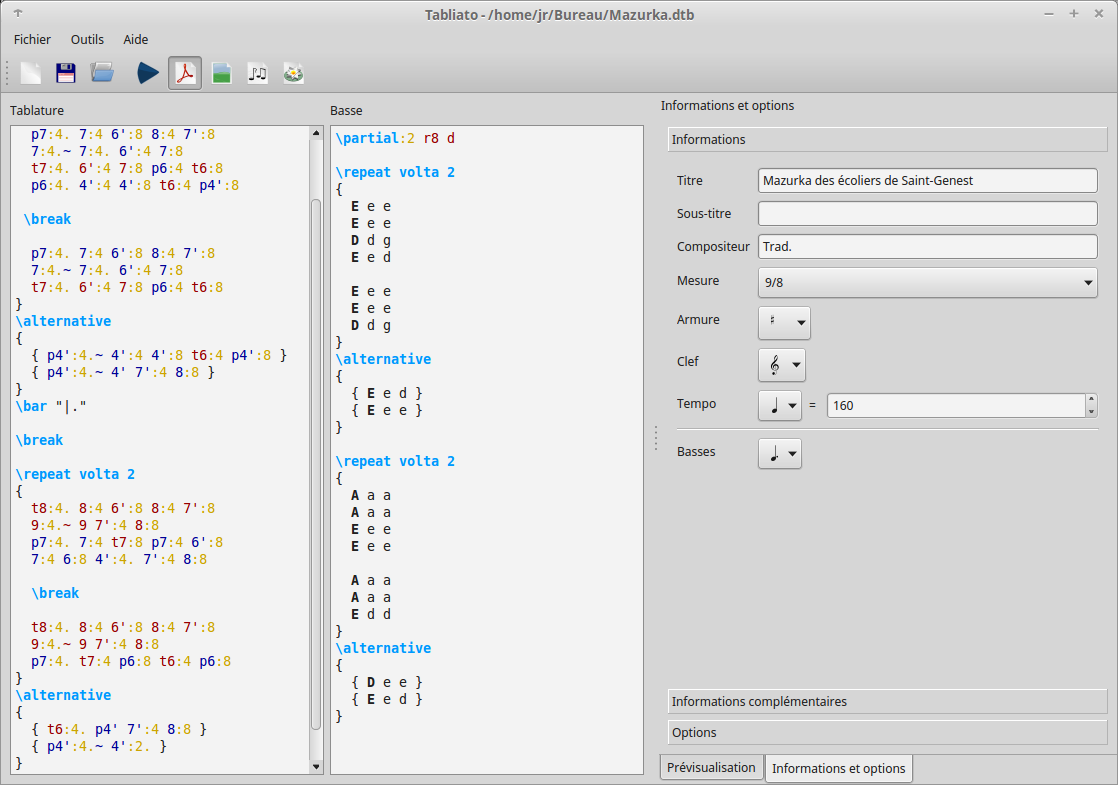 Tabliato - /home/jr/Bureau/Mazurka.dtb
Fichier Outils Aide
Tablature
p7:4. 7:4 6':8 8:4 7':8
7:4.~ 7:4. 6':4 7:8
t7:4. 6':4 7:8 p6:4 t6:8
p6:4. 4':4 4':8 t6:4 p4':8
\break
p7:4. 7:4 6':8 8:4 7':8
7:4.~ 7:4. 6':4 7:8
t7:4. 6':4 7:8 p6:4 t6:8
}
\alternative
{
{ p4':4.~ 4':4 4':8 t6:4 p4':8 }
{ p4':4.~ 4' 7':4 8:8 }
}
\bar "|."
\break
\repeat volta 2
{
t8:4. 8:4 6':8 8:4 7':8
9:4.~ 9 7':4 8:8
p7:4. 7:4 t7:8 p7:4 6':8
7:4 6:8 4':4. 7':4 8:8
\break
t8:4. 8:4 6':8 8:4 7':8
9:4.~ 9 7':4 8:8
p7:4. t7:4 p6:8 t6:4 p6:8
}
\alternative
{
{ t6:4. p4' 7':4 8:8 }
{ p4':4.~ 4':2. }
}
Basse
\partial:2 r8 d
\repeat volta 2
{
E e e
E e e
D d g
E e d
E e e
E e e
D d g
}
\alternative
{
{ E e d }
{ E e e }
}
\repeat volta 2
{
A a a
A a a
E e e
E e e
A a a
A a a
E d d
}
\alternative
{
{ D e e }
{ E e d }
}
Informations et options
Informations
Titre Mazurka des écoliers de Saint-Genest
Sous-titre
Compositeur Trad.
Mesure 9/8
Armure ♯
Clef
Tempo = 160
Basses
Informations complémentaires
Options
Prévisualisation Informations et options